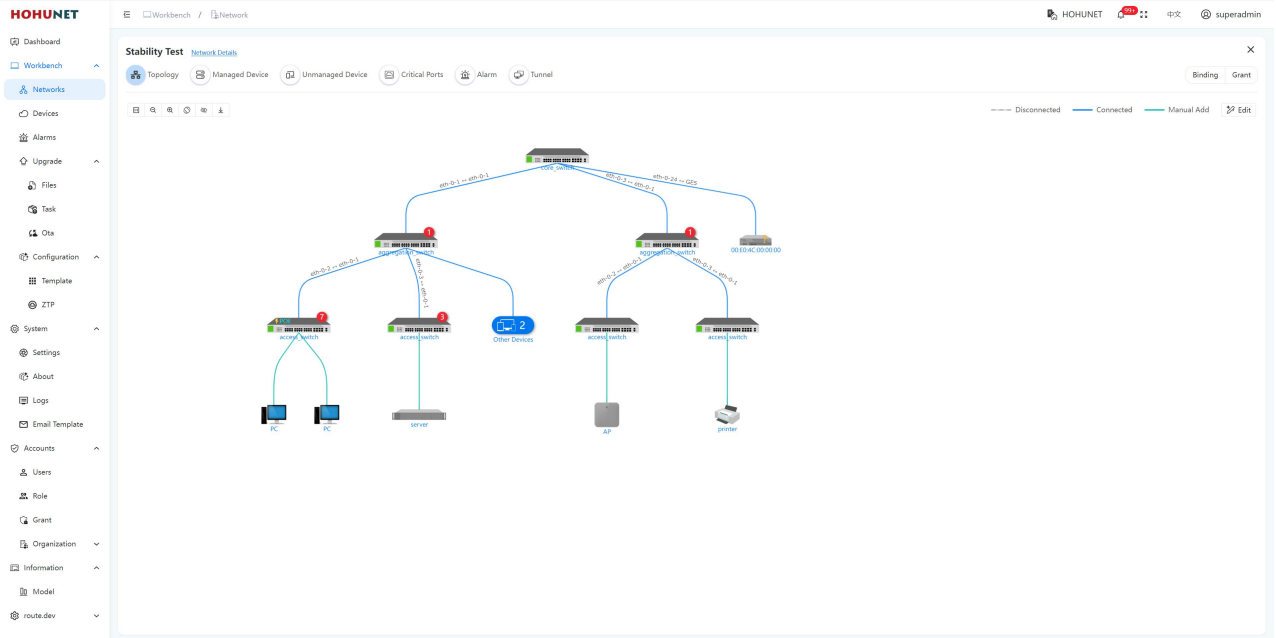 HOHUNET
Workbench / Network
HOHUNET
99+
中文
superadmin
Dashboard
Workbench
Networks
Devices
Alarms
Upgrade
Files
Task
Ota
Configuration
Template
ZTP
System
Settings
About
Logs
Email Template
Accounts
Users
Role
Grant
Organization
Information
Model
route.dev
Stability Test Network Details
Topology Managed Device Unmanaged Device Critical Ports Alarm Tunnel
Binding Grant
Disconnected Connected Manual Add Edit
core_switch
eth-0-1 ↔ eth-0-1
eth-0-3 ↔ eth-0-1
eth-0-24 ↔ GE5
1
aggregation_switch
1
aggregation_switch
00:E0:4C:00:00:00
eth-0-2 ↔ eth-0-1
eth-0-3 ↔ eth-0-1
eth-0-2 ↔ eth-0-1
eth-0-3 ↔ eth-0-1
7
access_switch
3
access_switch
2
Other Devices
access_switch
access_switch
PC
PC
server
AP
printer